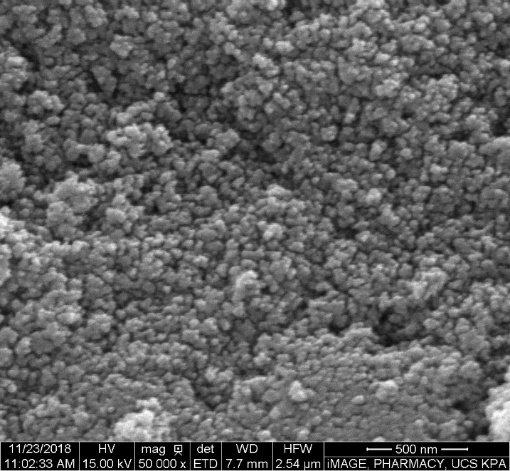 11/23/2018 HV mag det WD HFW 500 nm
11:02:33 AM 15.00 kV 50 000 x ETD 7.7 mm 2.54 µm iMAGE, PHARMACY, UCS KPA